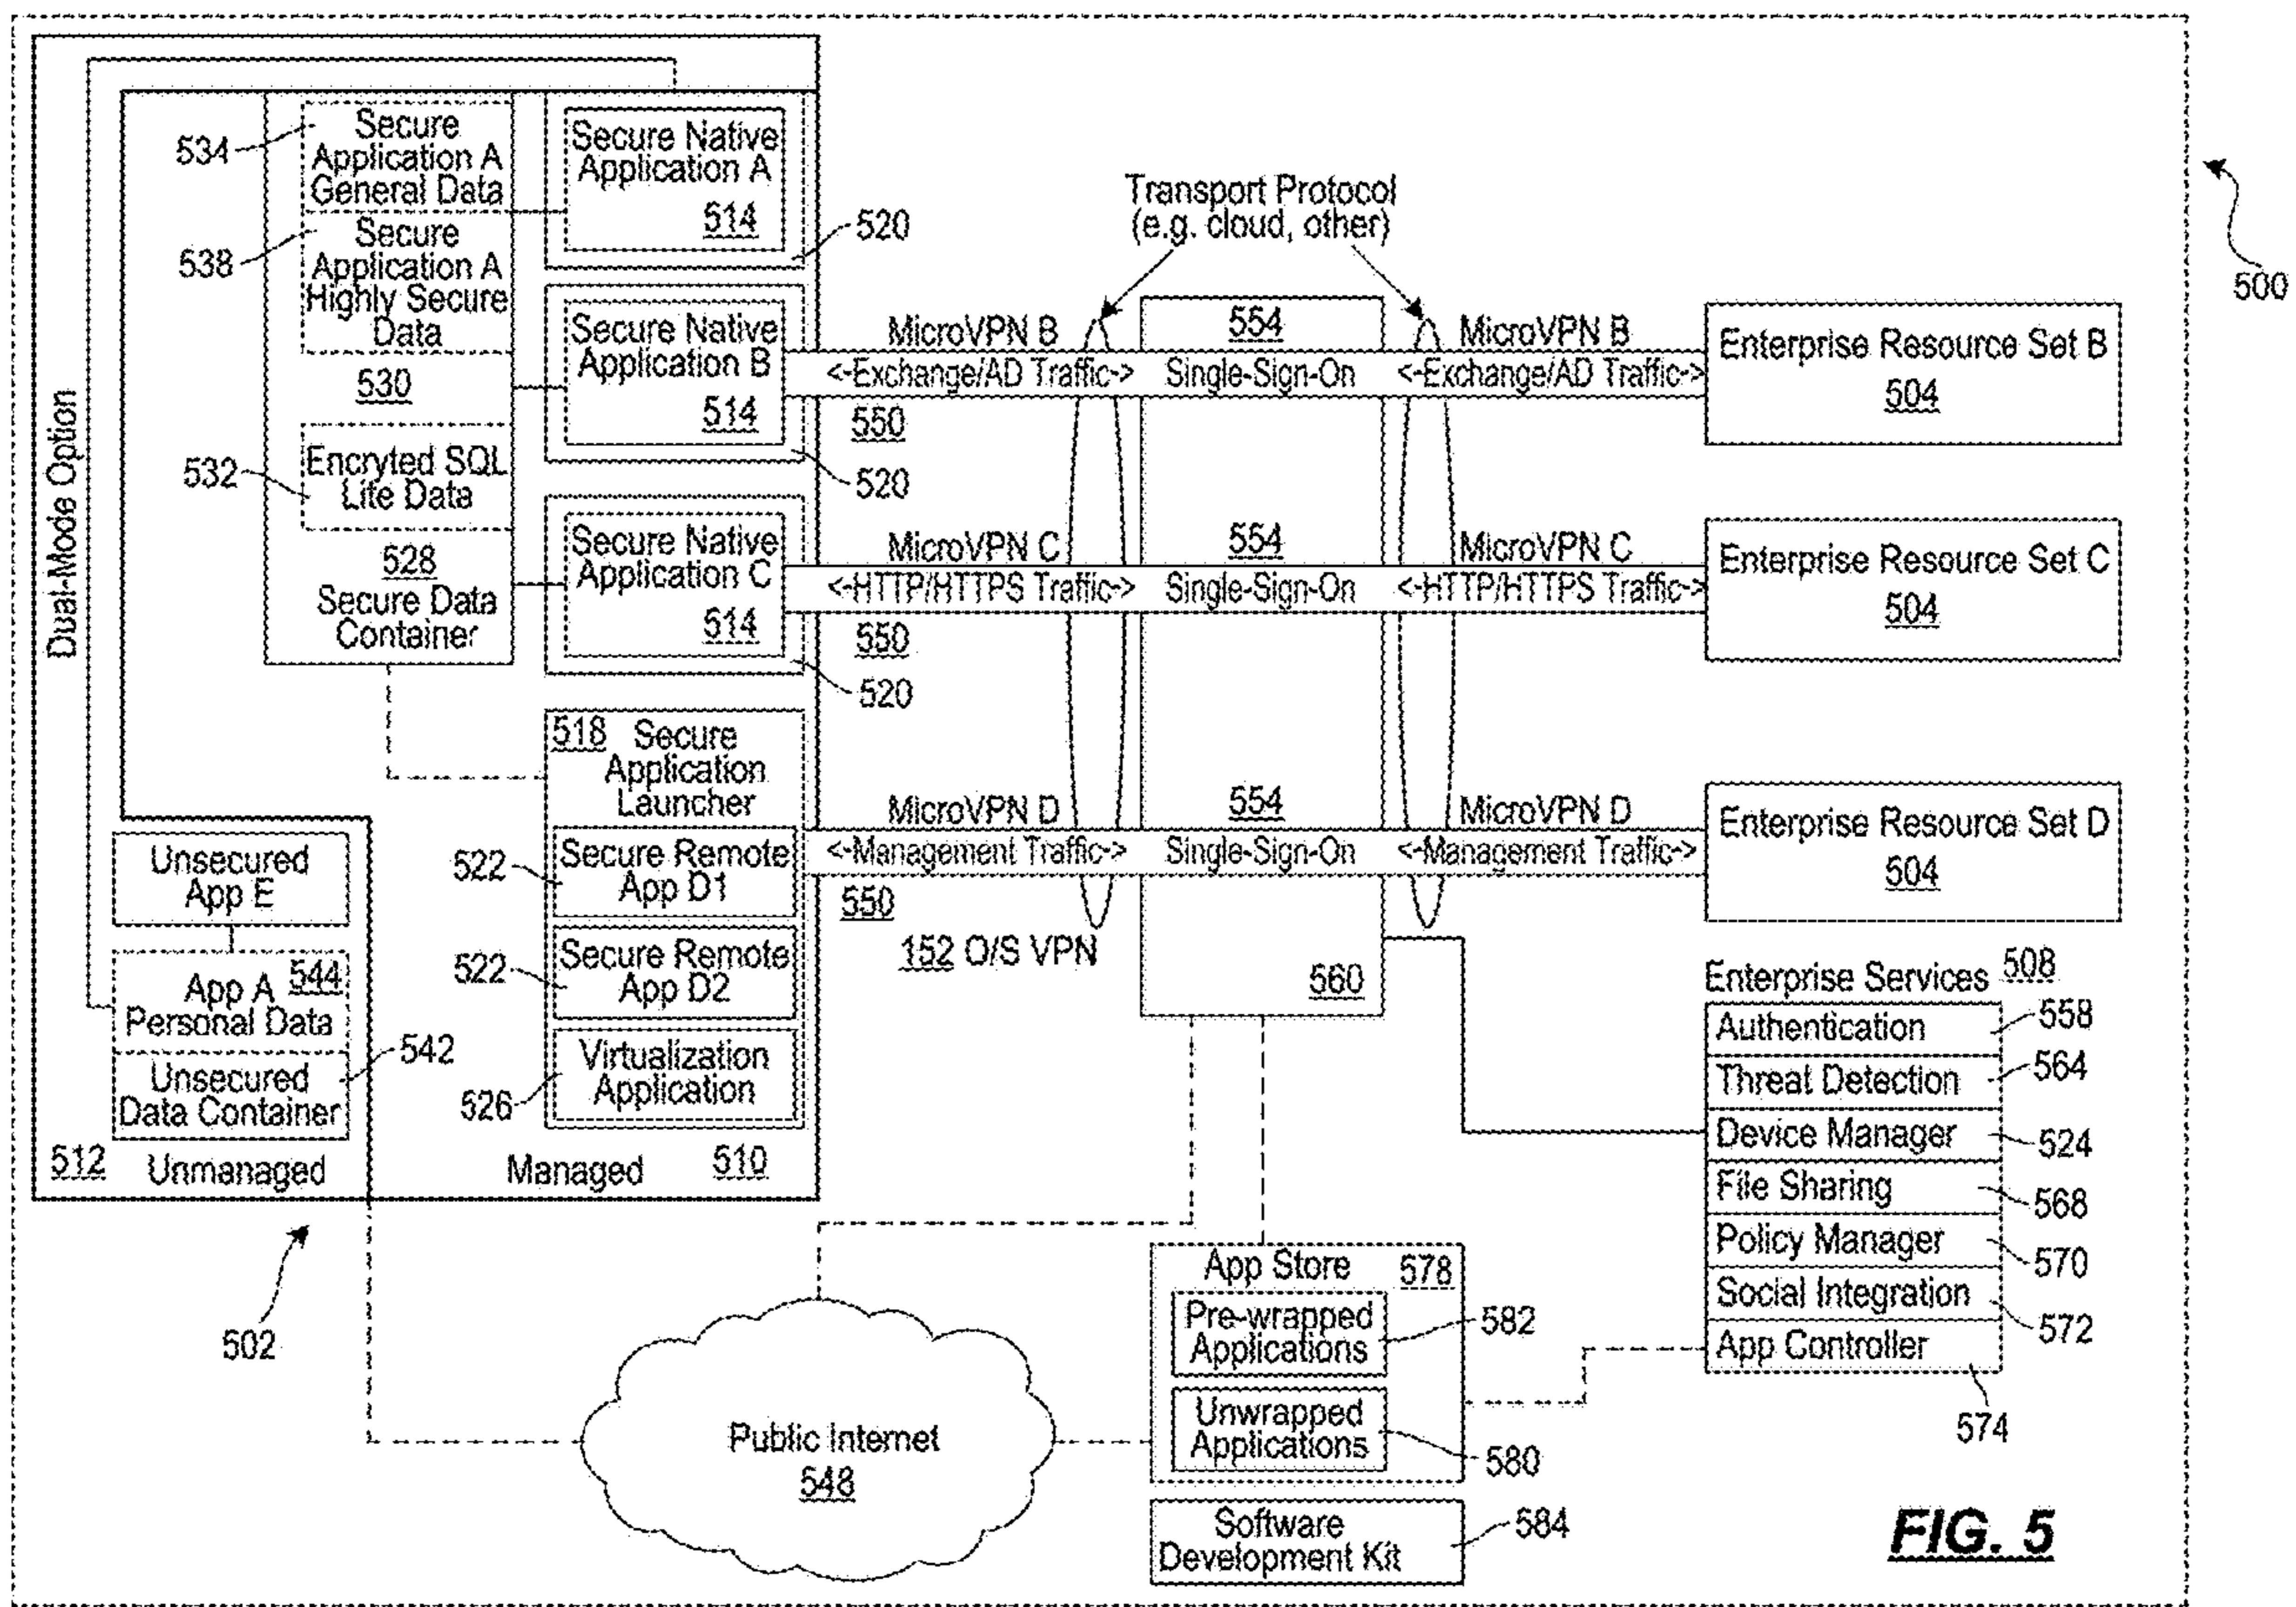 Dual-Mode Option
534
Secure
Application A
General Data
538
Secure
Application A
Highly Secure
Data
530
532
Encryted SQL
Lite Data
528
Secure Data
Container
Secure Native
Application A
514
520
Secure Native
Application B
514
520
Secure Native
Application C
514
520
518 Secure
Application
Launcher
522
Secure Remote
App D1
522
Secure Remote
App D2
526
Virtualization
Application
Unsecured
App E
App A 544
Personal Data
542
Unsecured
Data Container
512 Unmanaged
Managed 510
502
Transport Protocol
(e.g. cloud, other)
MicroVPN B
<-Exchange/AD Traffic->
550
554
Single-Sign-On
MicroVPN B
<-Exchange/AD Traffic->
Enterprise Resource Set B
504
MicroVPN C
<-HTTP/HTTPS Traffic->
550
554
Single-Sign-On
MicroVPN C
<-HTTP/HTTPS Traffic->
Enterprise Resource Set C
504
MicroVPN D
<-Management Traffic->
550
554
Single-Sign-On
MicroVPN D
<-Management Traffic->
Enterprise Resource Set D
504
152 O/S VPN
560
500
Enterprise Services 508
Authentication
558
Threat Detection
564
Device Manager
524
File Sharing
568
Policy Manager
570
Social Integration
572
App Controller
574
App Store 578
Pre-wrapped
Applications
582
Unwrapped
Applications
580
Software
Development Kit
584
Public Internet
548
FIG. 5